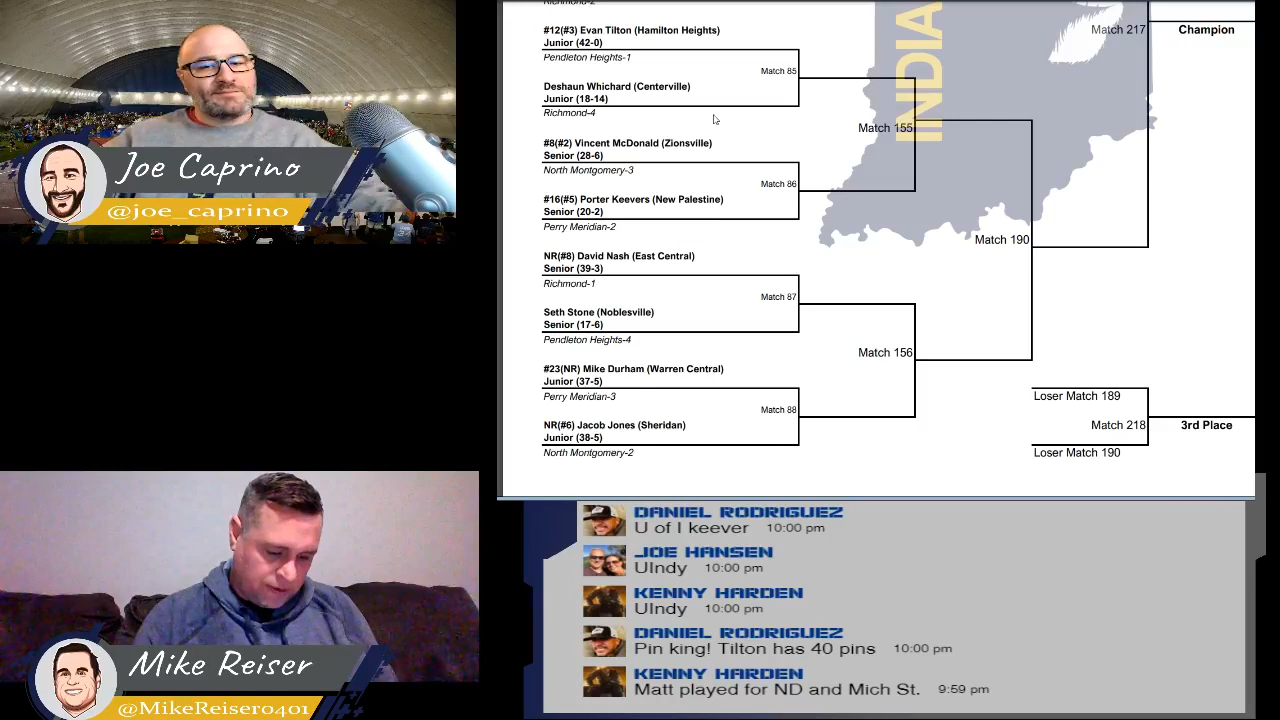 Richmond-2
#12(#3) Evan Tilton (Hamilton Heights)
Junior (42-0)
Pendleton Heights-1
Match 85
Deshaun Whichard (Centerville)
Junior (18-14)
Richmond-4
#8(#2) Vincent McDonald (Zionsville)
Senior (28-6)
North Montgomery-3
Match 86
#16(#5) Porter Keevers (New Palestine)
Senior (20-2)
Perry Meridian-2
NR(#8) David Nash (East Central)
Senior (39-3)
Richmond-1
Match 87
Seth Stone (Noblesville)
Senior (17-6)
Pendleton Heights-4
#23(NR) Mike Durham (Warren Central)
Junior (37-5)
Perry Meridian-3
Match 88
NR(#6) Jacob Jones (Sheridan)
Junior (38-5)
North Montgomery-2
Match 155
Match 156
Match 190
Match 217
Champion
INDIA
Loser Match 189
Match 218
3rd Place
Loser Match 190
Joe Caprino
@joe_caprino
Mike Reiser
@MikeReiser0401
DANIEL RODRIGUEZ
U of I keever 10:00 pm
JOE HANSEN
UIndy 10:00 pm
KENNY HARDEN
UIndy 10:00 pm
DANIEL RODRIGUEZ
Pin king! Tilton has 40 pins 10:00 pm
KENNY HARDEN
Matt played for ND and Mich St. 9:59 pm